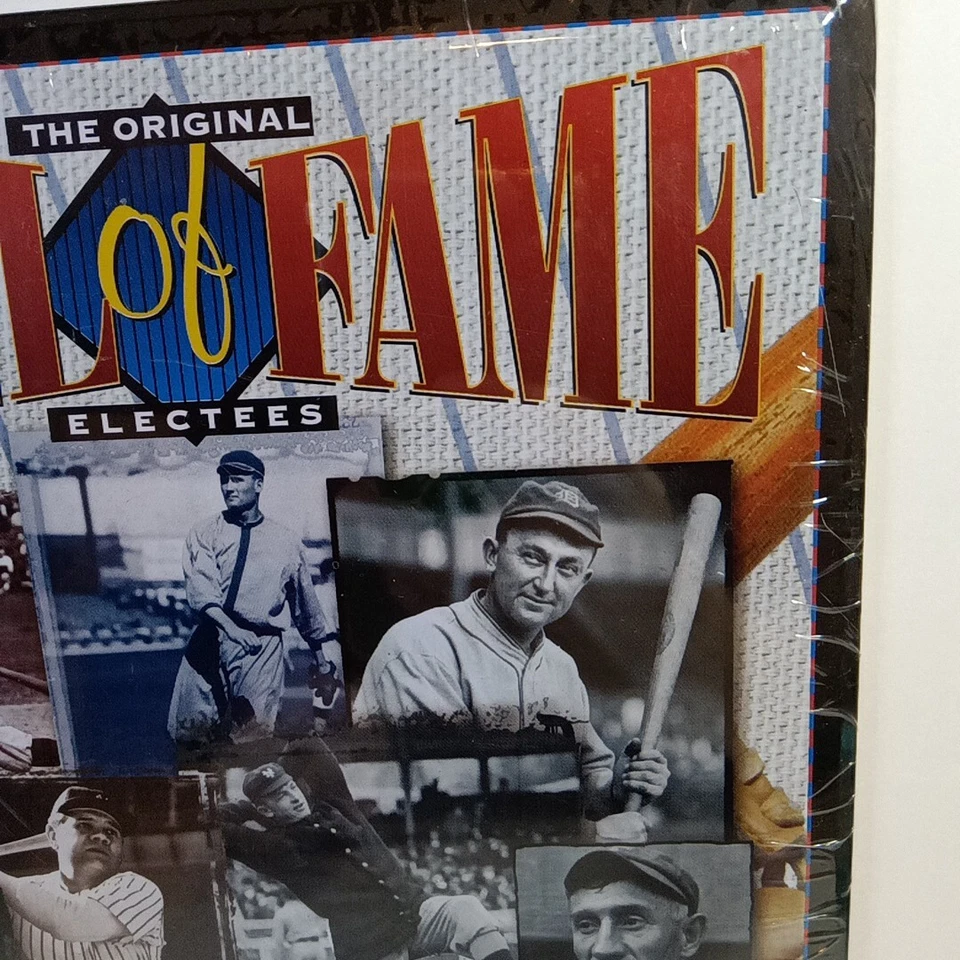 THE ORIGINAL
L of FAME
ELECTEES